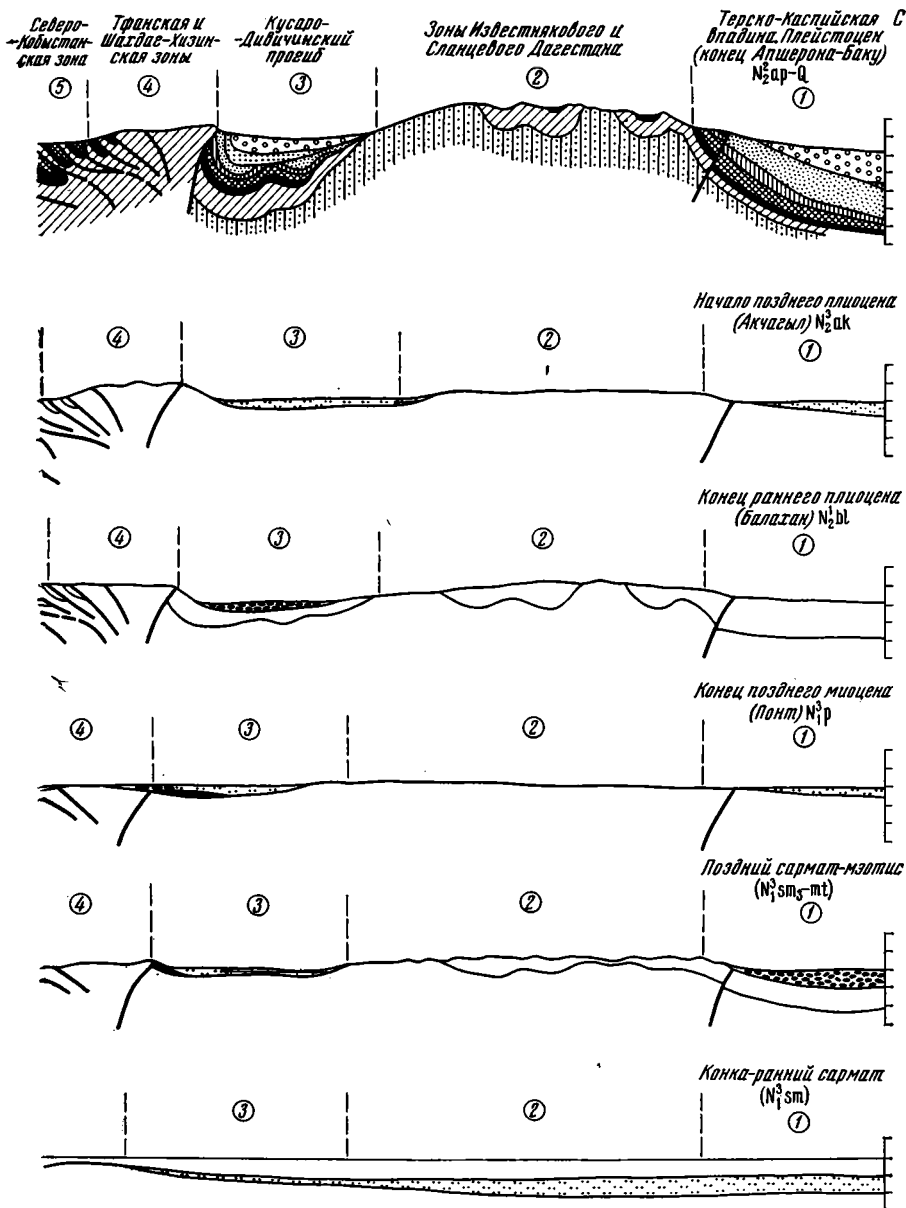 Северо-
-Кобыстан-
ская зона
⑤
Тфанская и
Шахдаг-Хизин-
ская зоны
④
Кусаро-
-Дивичинский
прогиб
③
Зоны Известнякового и
Сланцевого Дагестана
②
Терско-Каспийская С
впадина. Плейстоцен
(конец Апшерона-Баку)
N₂²ap-Q
①
Начало позднего плиоцена
(Акчагыл) N₂³ak
④ ③ ② ①
Конец раннего плиоцена
(Балахан) N₂¹bl
④ ③ ② ①
Конец позднего миоцена
(Понт) N₁³p
④ ③ ② ①
Поздний сармат-мэотис
(N₁³sm₃-mt)
④ ③ ② ①
Конка-ранний сармат
(N₁³sm)
③ ② ①